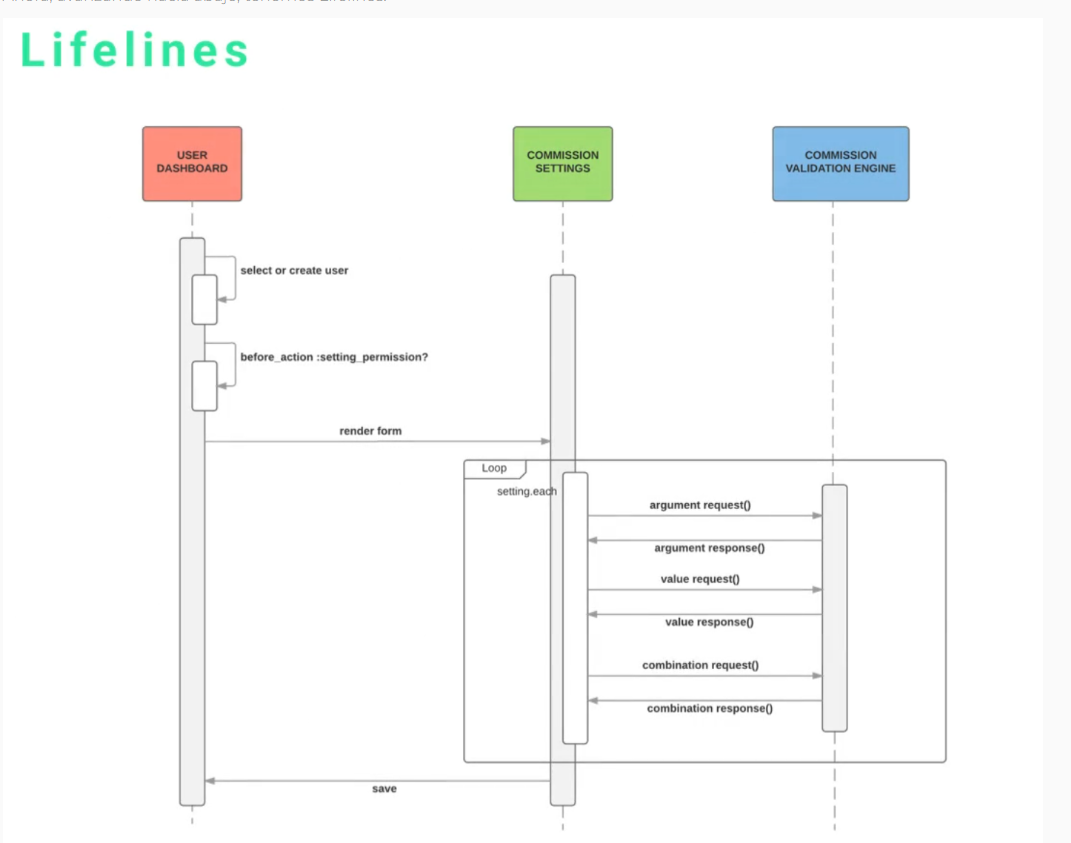 Lifelines
USER
DASHBOARD
COMMISSION
SETTINGS
COMMISSION
VALIDATION ENGINE
select or create user
before_action :setting_permission?
render form
Loop
setting.each
argument request()
argument response()
value request()
value response()
combination request()
combination response()
save